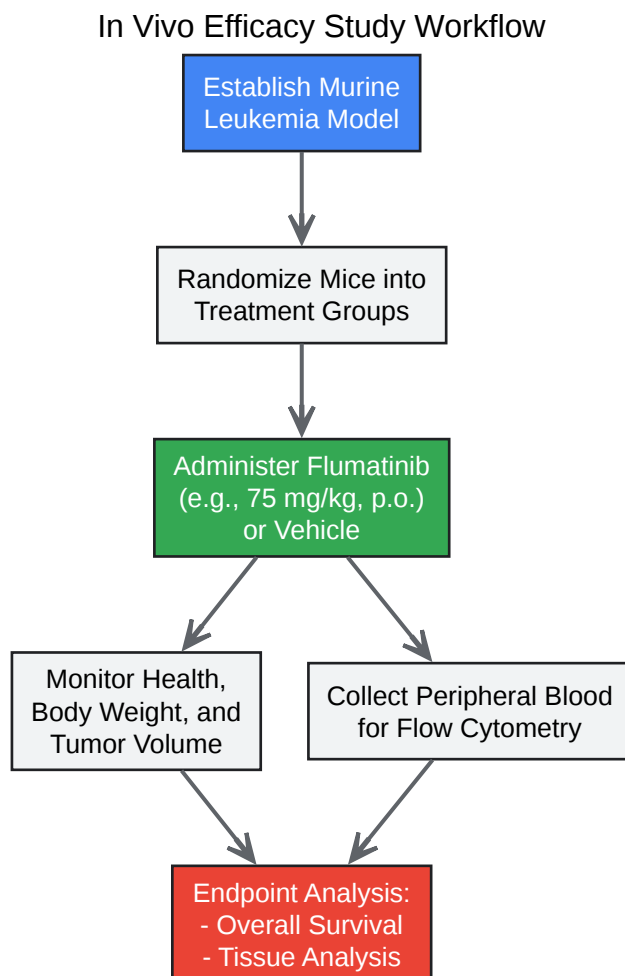 In Vivo Efficacy Study Workflow
Establish Murine
Leukemia Model
Randomize Mice into
Treatment Groups
Administer Flumatinib
(e.g., 75 mg/kg, p.o.)
or Vehicle
Monitor Health,
Body Weight, and
Tumor Volume
Collect Peripheral Blood
for Flow Cytometry
Endpoint Analysis:
- Overall Survival
- Tissue Analysis